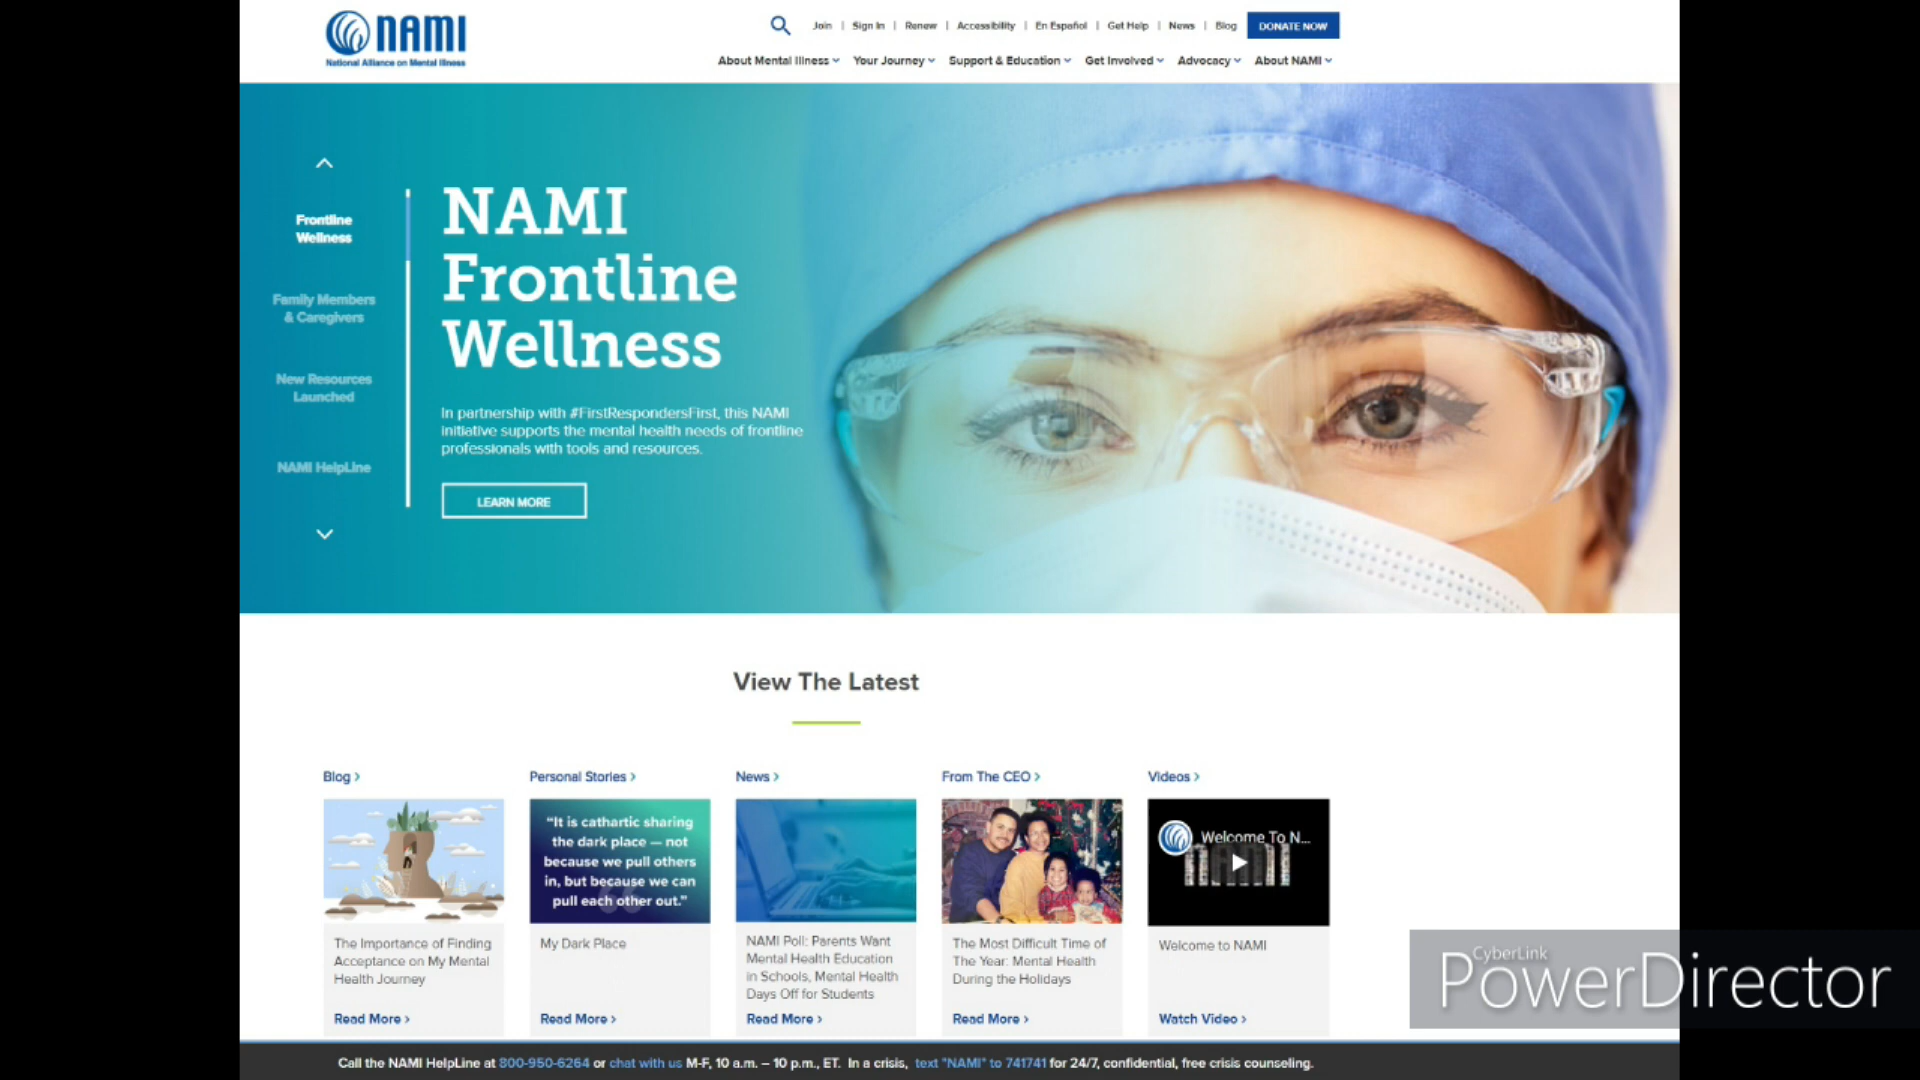 NAMI
National Alliance on Mental Illness
Join | Sign In | Renew | Accessibility | En Español | Get Help | News | Blog
DONATE NOW
About Mental Illness Your Journey Support & Education Get Involved Advocacy About NAMI
Frontline
Wellness
Family Members
& Caregivers
New Resources
Launched
NAMI HelpLine
NAMI
Frontline
Wellness
In partnership with #FirstRespondersFirst, this NAMI
initiative supports the mental health needs of frontline
professionals with tools and resources.
LEARN MORE
View The Latest
Blog >
Personal Stories >
News >
From The CEO >
Videos >
"It is cathartic sharing
the dark place — not
because we pull others
in, but because we can
pull each other out."
Welcome To N...
NAMI
The Importance of Finding
Acceptance on My Mental
Health Journey
Read More >
My Dark Place
Read More >
NAMI Poll: Parents Want
Mental Health Education
in Schools, Mental Health
Days Off for Students
Read More >
The Most Difficult Time of
The Year: Mental Health
During the Holidays
Read More >
Welcome to NAMI
Watch Video >
CyberLink
PowerDirector
Call the NAMI HelpLine at 800-950-6264 or chat with us M-F, 10 a.m. – 10 p.m., ET. In a crisis, text "NAMI" to 741741 for 24/7, confidential, free crisis counseling.